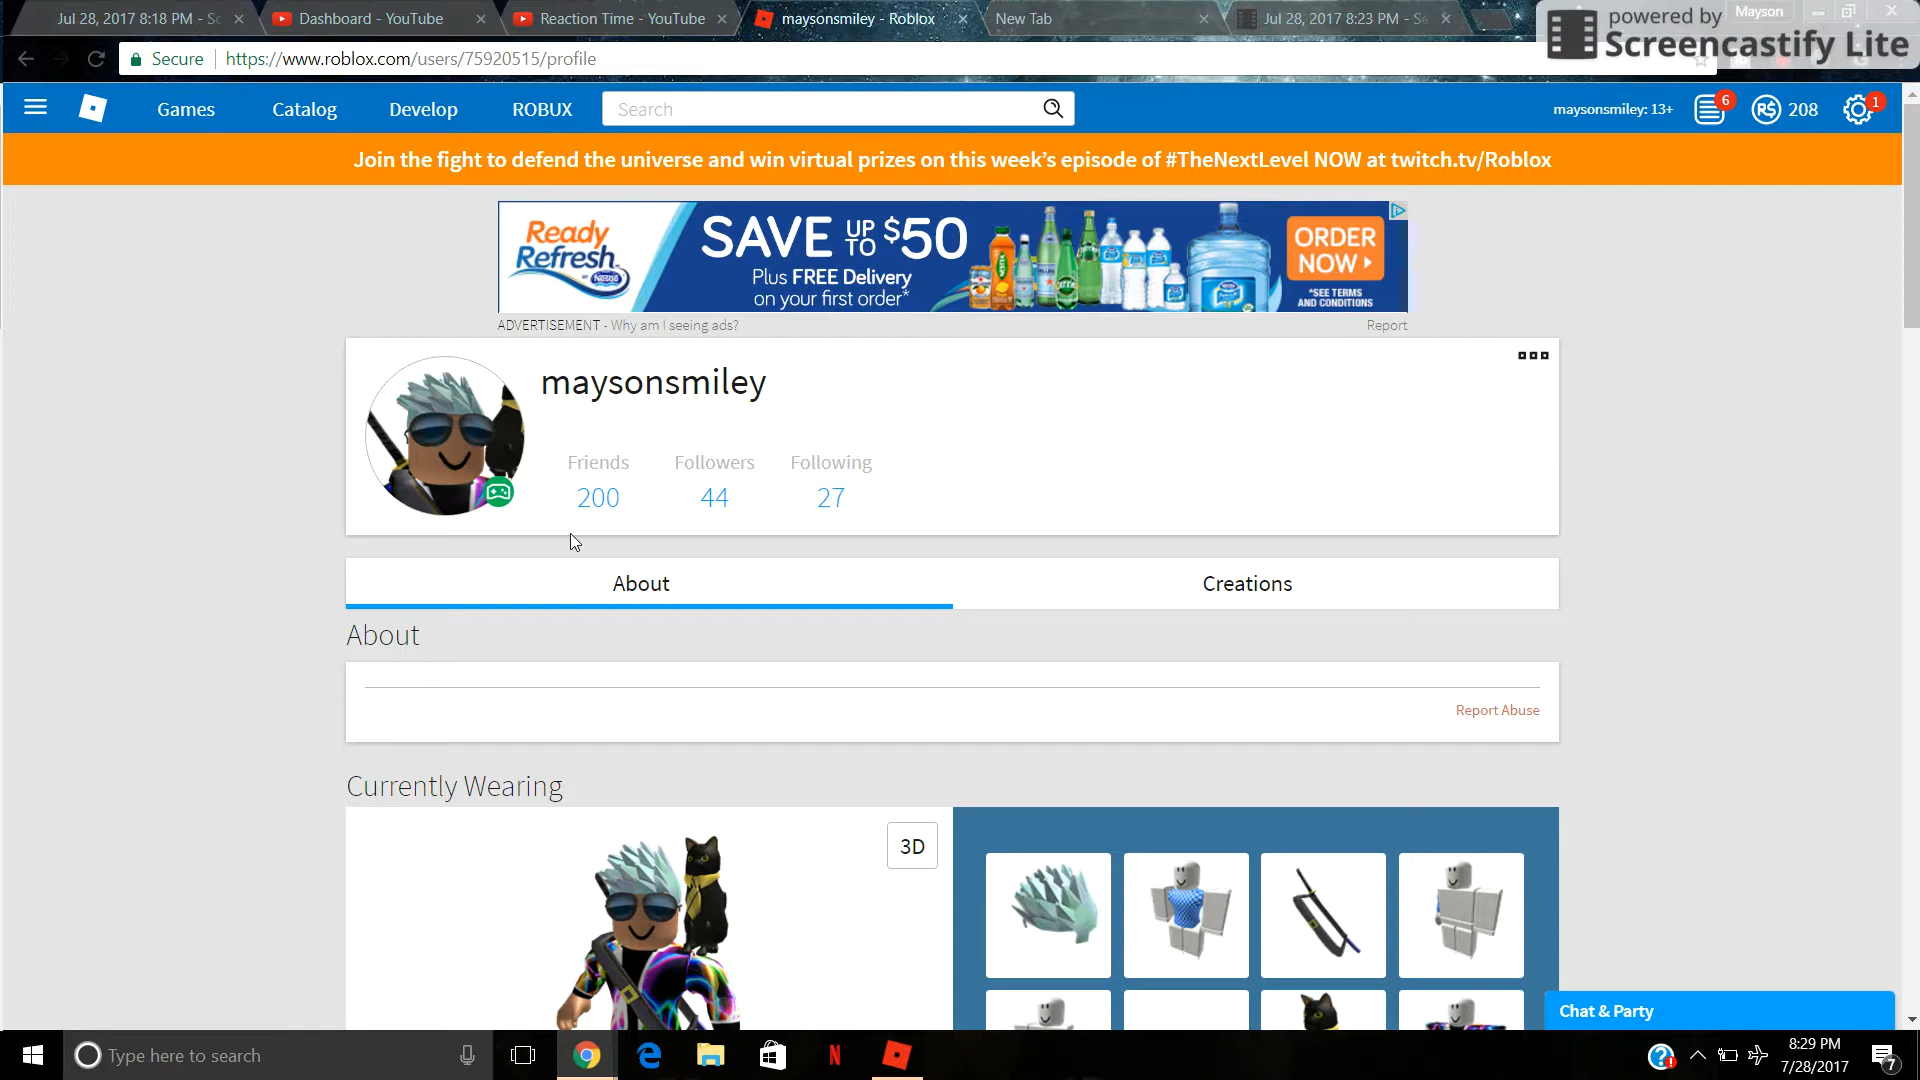 Jul 28, 2017 8:18 PM - Sc
Dashboard - YouTube
Reaction Time - YouTube
maysonsmiley - Roblox
New Tab
Jul 28, 2017 8:23 PM - Sc
Mayson
powered by
Screencastify Lite
Secure
https://www.roblox.com/users/75920515/profile
Games
Catalog
Develop
ROBUX
Search
maysonsmiley: 13+
6
R$ 208
1
Join the fight to defend the universe and win virtual prizes on this week's episode of #TheNextLevel NOW at twitch.tv/Roblox
Ready
Refresh
BY Nestlé
SAVE UP TO $50
Plus FREE Delivery
on your first order*
ORDER
NOW
*SEE TERMS
AND CONDITIONS
ADVERTISEMENT - Why am I seeing ads?
Report
maysonsmiley
Friends Followers Following
200 44 27
About
Creations
About
Report Abuse
Currently Wearing
3D
Chat & Party
Type here to search
8:29 PM
7/28/2017
7